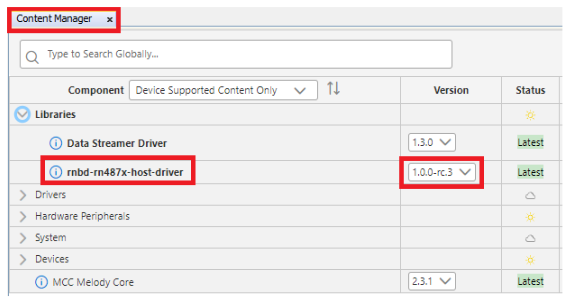 Content Manager x
Type to Search Globally...
Component Device Supported Content Only Version Status
Libraries
Data Streamer Driver 1.3.0 Latest
rnbd-rn487x-host-driver 1.0.0-rc.3 Latest
Drivers
Hardware Peripherals
System
Devices
MCC Melody Core 2.3.1 Latest